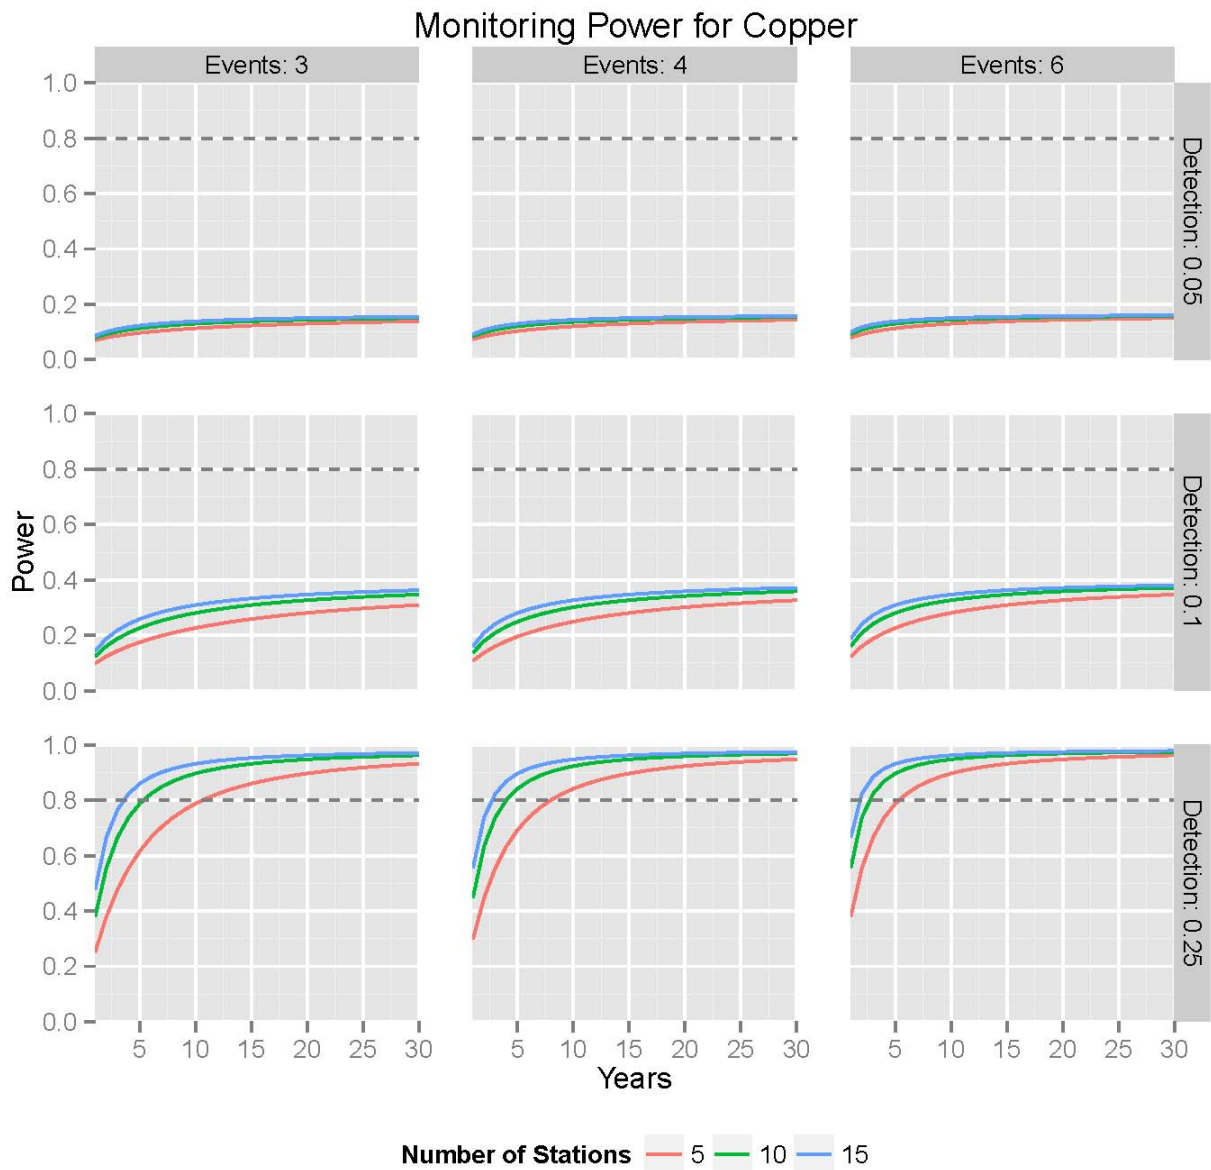 Monitoring Power for Copper
Events: 3
Events: 4
Events: 6
1.0
0.8
0.6
0.4
0.2
0.0
Detection: 0.05
1.0
0.8
0.6
0.4
0.2
0.0
Detection: 0.1
Power
1.0
0.8
0.6
0.4
0.2
0.0
Detection: 0.25
5 10 15 20 25 30
5 10 15 20 25 30
5 10 15 20 25 30
Years
Number of Stations 5 10 15